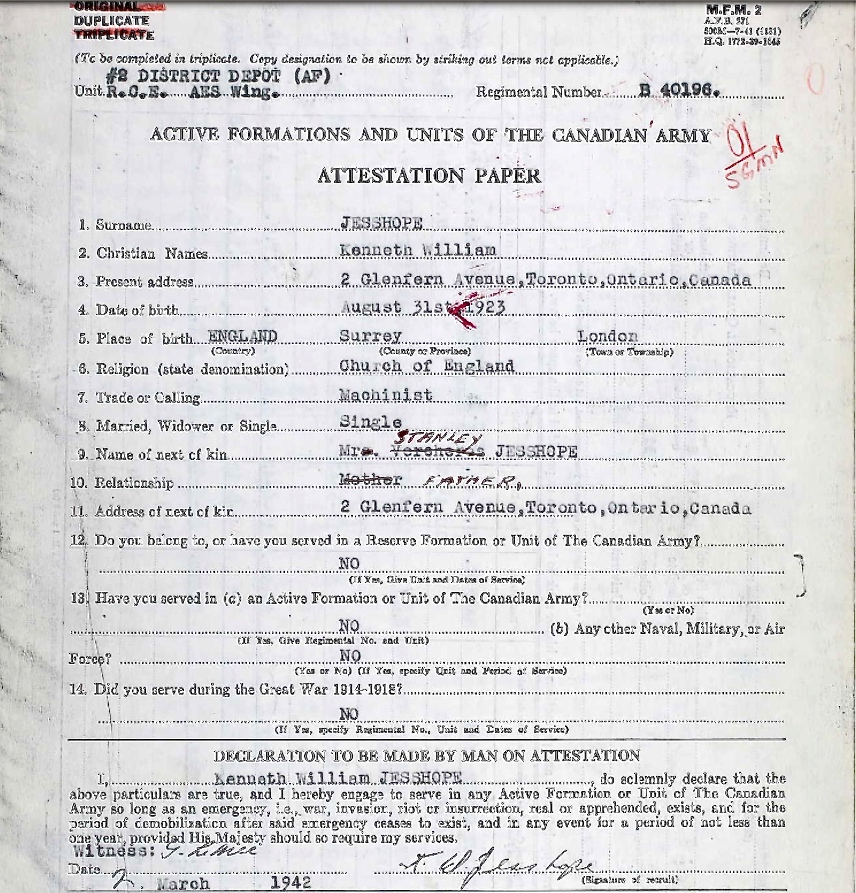 ORIGINAL
DUPLICATE
TRIPLICATE
M.F.M. 2
H.Q. 1772-39-1645
(To be completed in triplicate. Copy designation to be shown by striking out terms not applicable.)
#2 DISTRICT DEPOT (AF)
Unit R.C.E. AES Wing. Regimental Number B 40196.
ACTIVE FORMATIONS AND UNITS OF THE CANADIAN ARMY
01
SGMN
ATTESTATION PAPER
1. Surname JESSHOPE
2. Christian Names Kenneth William
3. Present address 2 Glenfern Avenue,Toronto,Ontario,Canada
4. Date of birth August 31st 1923
5. Place of birth ENGLAND Surrey London
(Country) (County or Province) (Town or Township)
6. Religion (state denomination) Church of England
7. Trade or Calling Machinist
8. Married, Widower or Single Single
STANLEY
9. Name of next of kin Mrs. JESSHOPE
10. Relationship Mother FATHER,
11. Address of next of kin 2 Glenfern Avenue,Toronto,Ontario,Canada
12. Do you belong to, or have you served in a Reserve Formation or Unit of The Canadian Army?
NO
(If Yes, Give Unit and Dates of Service)
13. Have you served in (a) an Active Formation or Unit of The Canadian Army?
(Yes or No)
NO (b) Any other Naval, Military, or Air
(If Yes, Give Regimental No. and Unit)
Force? NO
(Yes or No) (If Yes, specify Unit and Period of Service)
14. Did you serve during the Great War 1914-1918?
NO
(If Yes, specify Regimental No., Unit and Dates of Service)
DECLARATION TO BE MADE BY MAN ON ATTESTATION
I, Kenneth William JESSHOPE, do solemnly declare that the
above particulars are true, and I hereby engage to serve in any Active Formation or Unit of The Canadian
Army so long as an emergency, i.e., war, invasion, riot or insurrection, real or apprehended, exists, and for the
period of demobilization after said emergency ceases to exist, and in any event for a period of not less than
one year, provided His Majesty should so require my services.
Witness:
K W Jesshope
Date (Signature of recruit)
2. March 1942